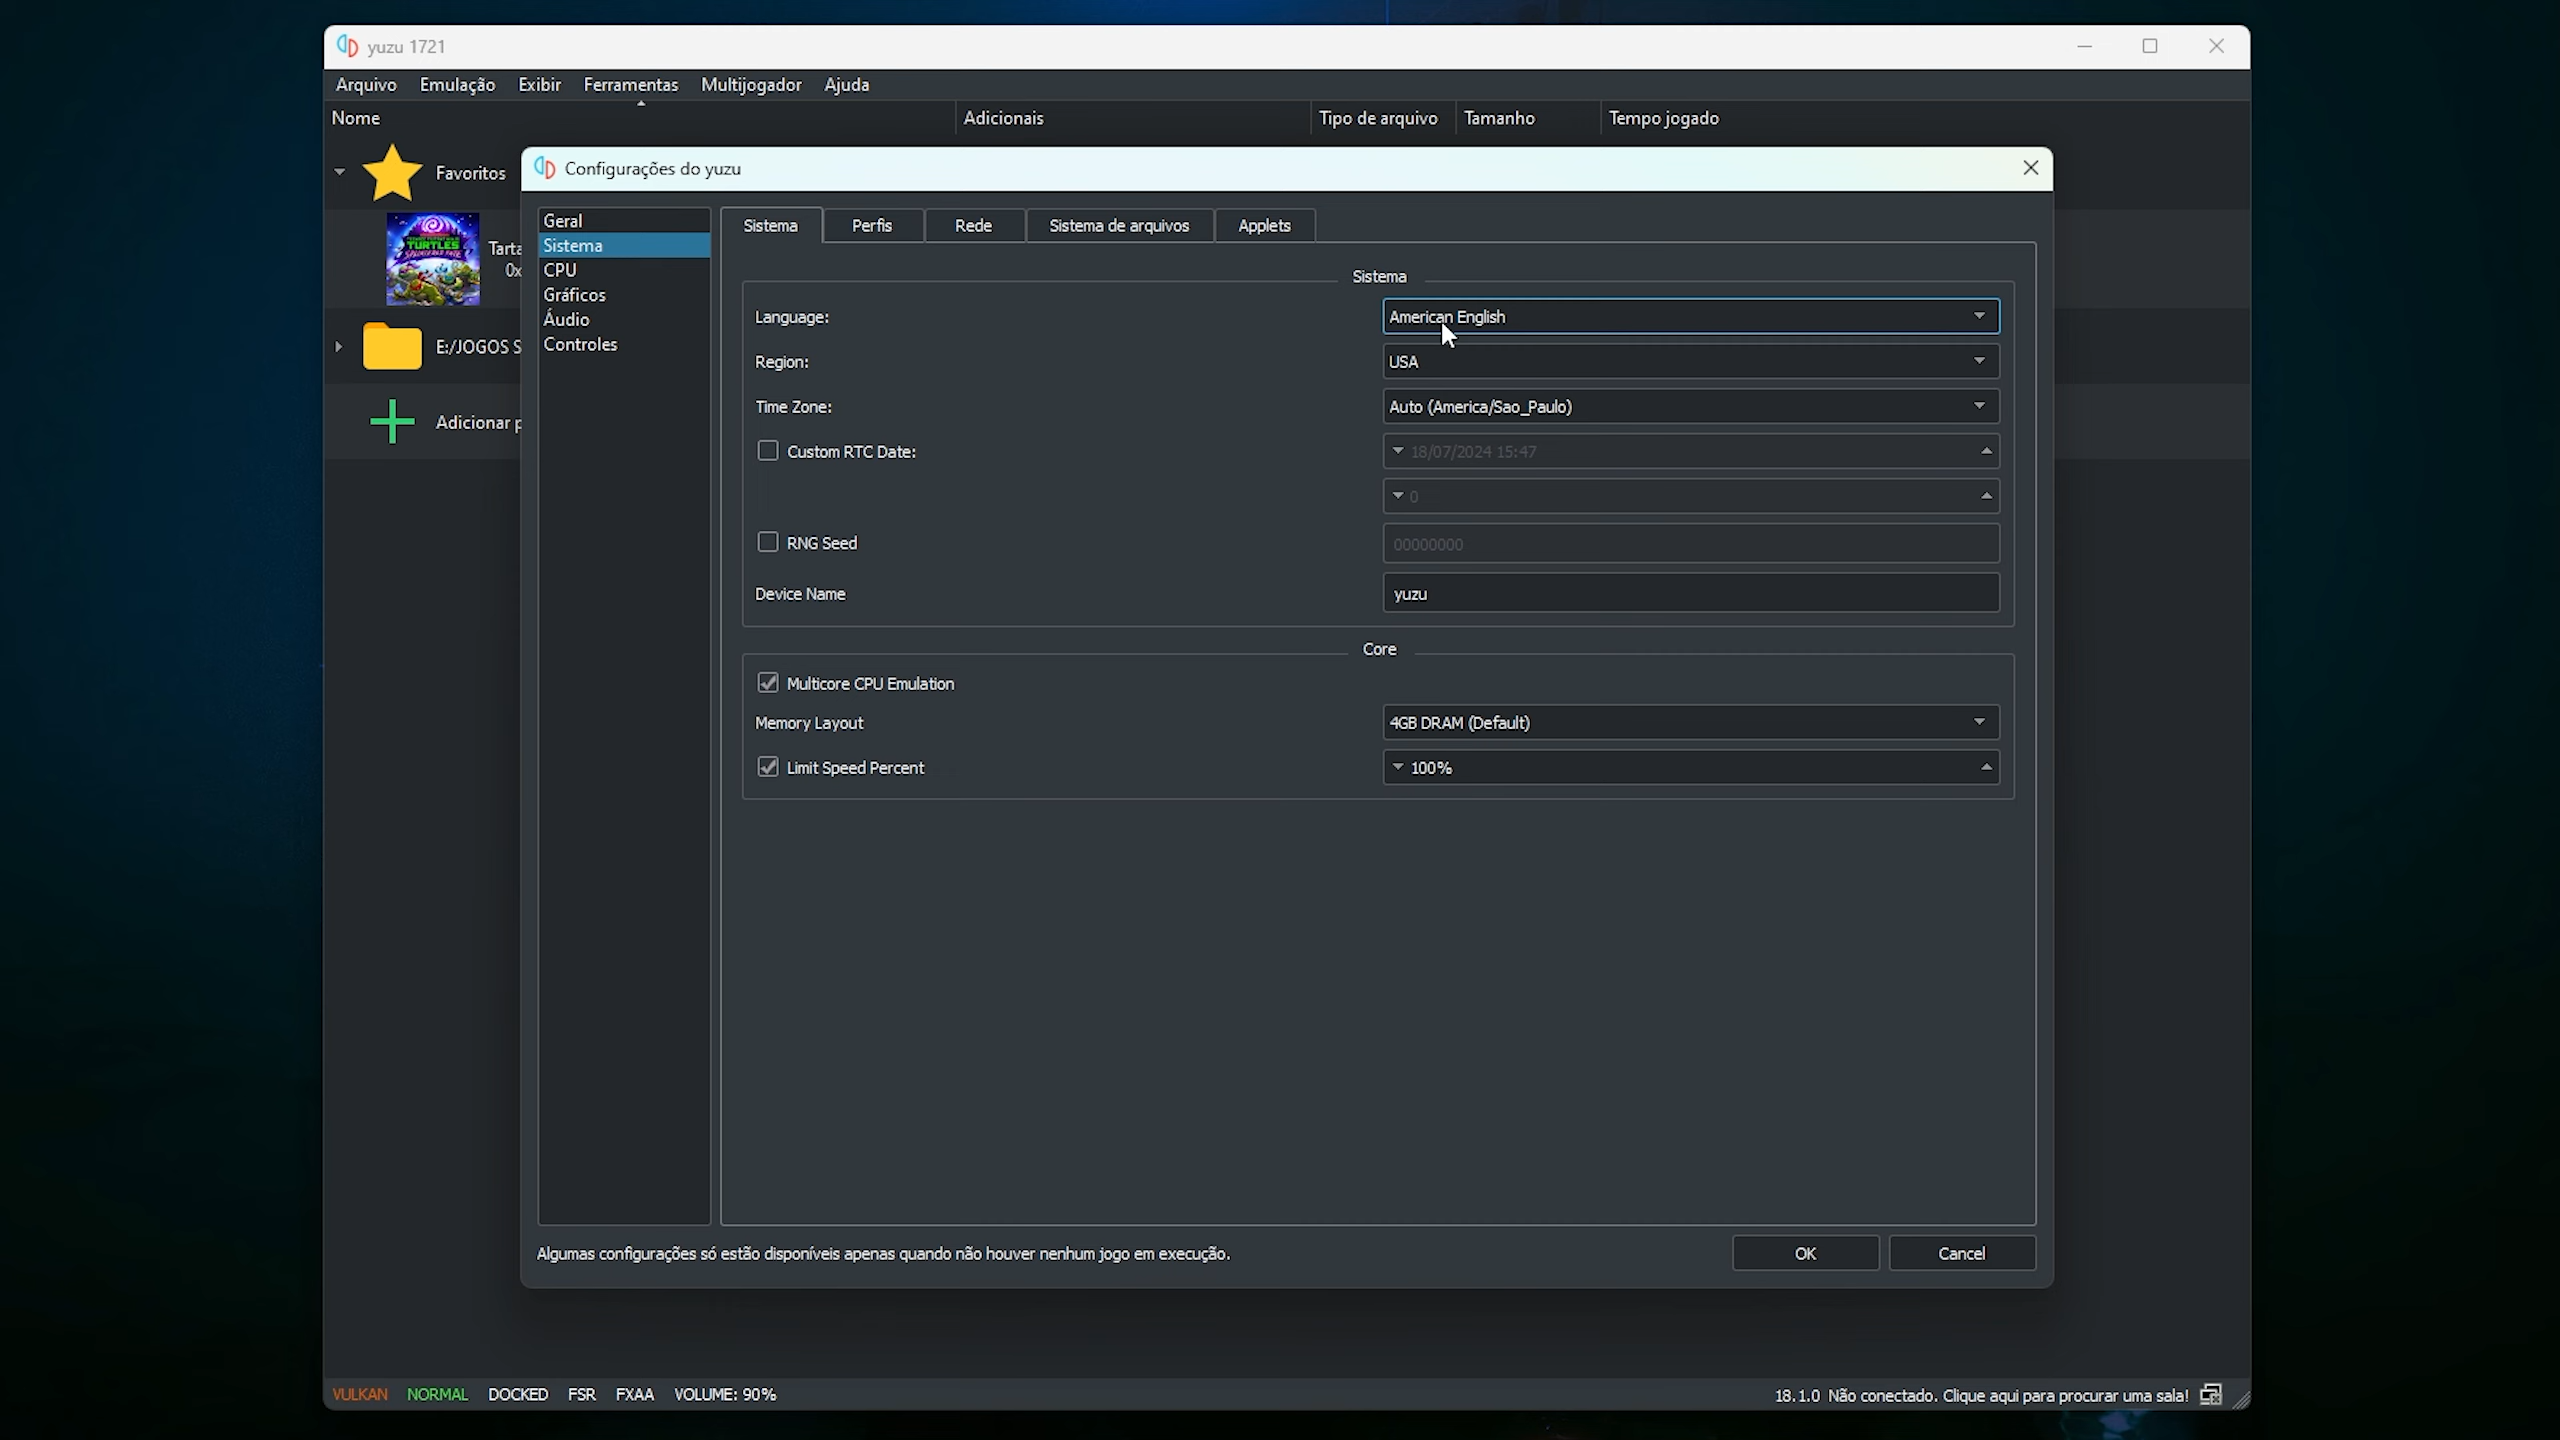 yuzu 1721
Arquivo Emulação Exibir Ferramentas Multijogador Ajuda
Nome Adicionais Tipo de arquivo Tamanho Tempo jogado
Favoritos
TURTLES
Tarta
0x
E:/JOGOS S
Adicionar p
Configurações do yuzu
Geral
Sistema
CPU
Gráficos
Áudio
Controles
Sistema Perfis Rede Sistema de arquivos Applets
Sistema
Language: American English
Region: USA
Time Zone: Auto (America/Sao_Paulo)
Custom RTC Date: 18/07/2024 15:47
0
RNG Seed 00000000
Device Name yuzu
Core
Multicore CPU Emulation
Memory Layout 4GB DRAM (Default)
Limit Speed Percent 100%
Algumas configurações só estão disponíveis apenas quando não houver nenhum jogo em execução.
OK Cancel
VULKAN NORMAL DOCKED FSR FXAA VOLUME: 90%
18.1.0 Não conectado. Clique aqui para procurar uma sala!